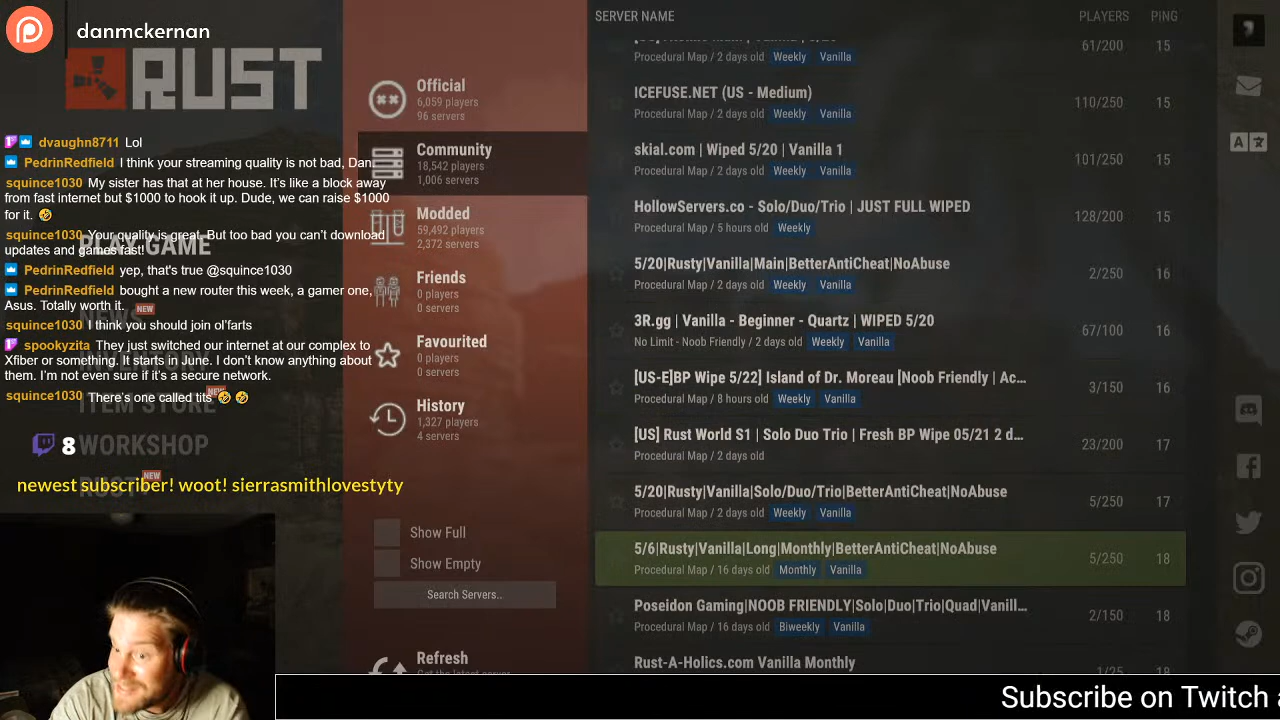 danmckernan
RUST
dvaughn8711 Lol
PedrinRedfield I think your streaming quality is not bad, Dan.
squince1030 My sister has that at her house. It's like a block away
from fast internet but $1000 to hook it up. Dude, we can raise $1000
for it. 🤣
squince1030 Your quality is great. But too bad you can't download
updates and games fast!
PedrinRedfield yep, that's true @squince1030
PedrinRedfield bought a new router this week, a gamer one,
Asus. Totally worth it.
squince1030 I think you should join ol'farts
spookyzita They just switched our internet at our complex to
Xfiber or something. It starts in June. I don't know anything about
them. I'm not even sure if it's a secure network.
squince1030 There's one called tits 🤣 🤣
PLAY GAME
NEWS NEW
INVENTORY
ITEM STORE NEW
8
WORKSHOP
NEW
newest subscriber! woot! sierrasmithlovestyty
Official
6,059 players
96 servers
Community
18,542 players
1,006 servers
Modded
59,492 players
2,372 servers
Friends
0 players
0 servers
Favourited
0 players
0 servers
History
1,327 players
4 servers
Show Full
Show Empty
Search Servers..
Refresh
SERVER NAME PLAYERS PING
61/200 15
Procedural Map / 2 days old Weekly Vanilla
ICEFUSE.NET (US - Medium) 110/250 15
Procedural Map / 2 days old Weekly Vanilla
skial.com | Wiped 5/20 | Vanilla 1 101/250 15
Procedural Map / 2 days old Weekly Vanilla
HollowServers.co - Solo/Duo/Trio | JUST FULL WIPED 128/200 15
Procedural Map / 5 hours old Weekly
5/20|Rusty|Vanilla|Main|BetterAntiCheat|NoAbuse 2/250 16
Procedural Map / 2 days old Weekly Vanilla
3R.gg | Vanilla - Beginner - Quartz | WIPED 5/20 67/100 16
No Limit - Noob Friendly / 2 days old Weekly Vanilla
[US-E]BP Wipe 5/22] Island of Dr. Moreau [Noob Friendly | Ac... 3/150 16
Procedural Map / 8 hours old Weekly Vanilla
[US] Rust World S1 | Solo Duo Trio | Fresh BP Wipe 05/21 2 d... 23/200 17
Procedural Map / 2 days old
5/20|Rusty|Vanilla|Solo/Duo/Trio|BetterAntiCheat|NoAbuse 5/250 17
Procedural Map / 2 days old Weekly Vanilla
5/6|Rusty|Vanilla|Long|Monthly|BetterAntiCheat|NoAbuse 5/250 18
Procedural Map / 16 days old Monthly Vanilla
Poseidon Gaming|NOOB FRIENDLY|Solo|Duo|Trio|Quad|Vanill... 2/150 18
Procedural Map / 16 days old Biweekly Vanilla
Rust-A-Holics.com Vanilla Monthly 1/25 18
Subscribe on Twitch